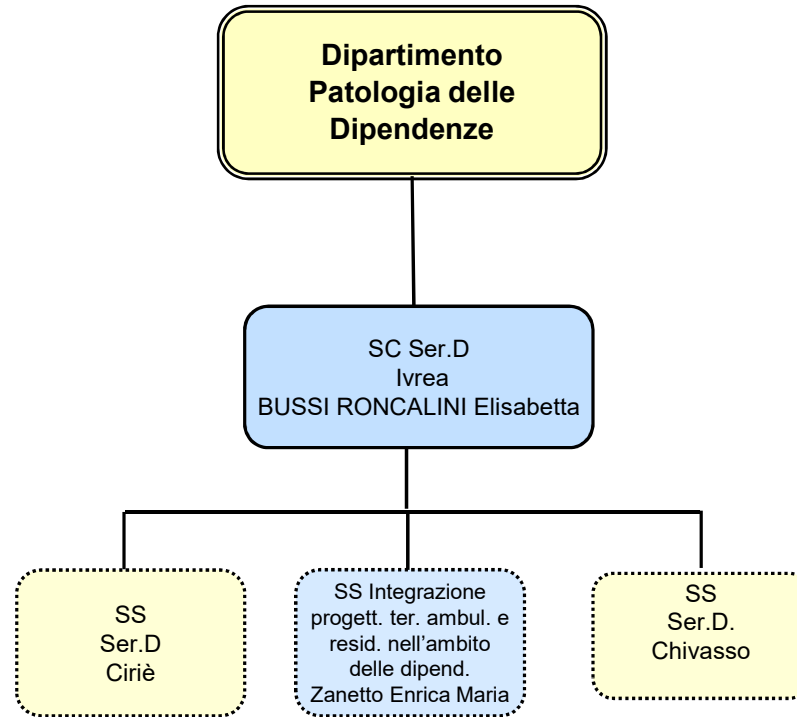 Dipartimento
Patologia delle
Dipendenze
SC Ser.D
Ivrea
BUSSI RONCALINI Elisabetta
SS
Ser.D
Ciriè
SS Integrazione
progett. ter. ambul. e
resid. nell’ambito
delle dipend.
Zanetto Enrica Maria
SS
Ser.D.
Chivasso